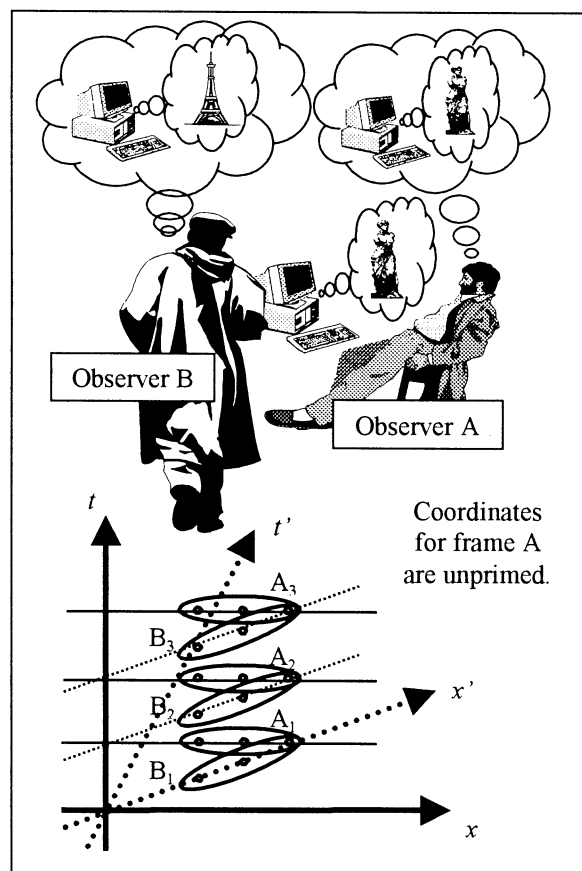 Observer B
Observer A
Coordinates
for frame A
are unprimed.
t
t'
A3
B3
A2
B2
x'
A1
B1
x